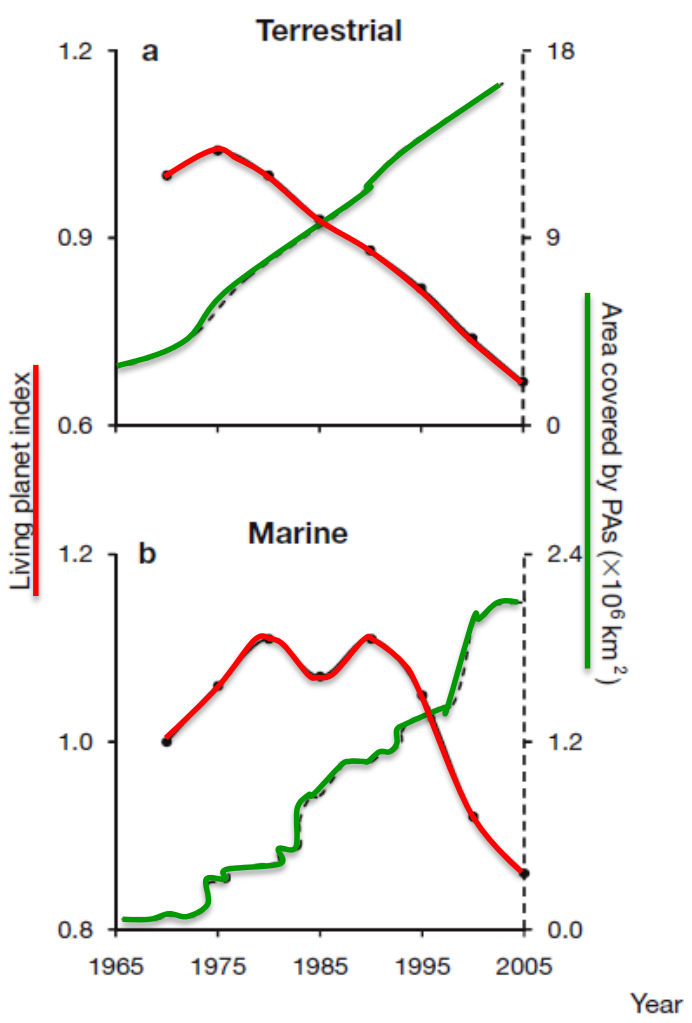 Terrestrial
1.2
a
18
0.9
9
0.6
0
Living planet index
Area covered by PAs (×10⁶ km²)
Marine
1.2
b
2.4
1.0
1.2
0.8
0.0
1965 1975 1985 1995 2005
Year